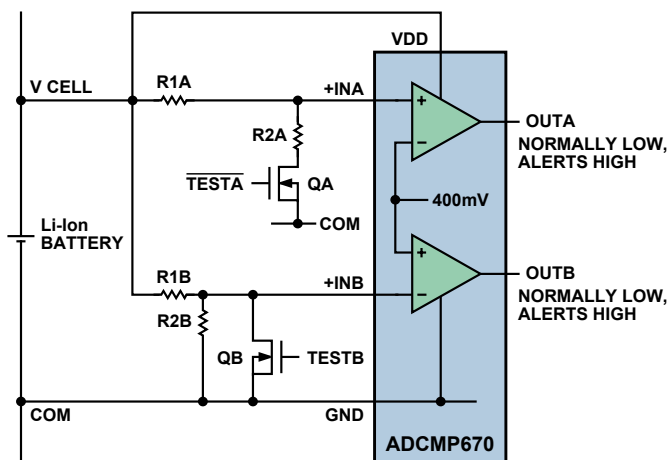 VDD
V CELL
R1A
+INA
+
OUTA
NORMALLY LOW,
ALERTS HIGH
R2A
–
TESTA
QA
COM
400mV
Li-Ion
BATTERY
R1B
+INB
+
OUTB
NORMALLY LOW,
ALERTS HIGH
R2B
–
QB
TESTB
COM
GND
ADCMP670